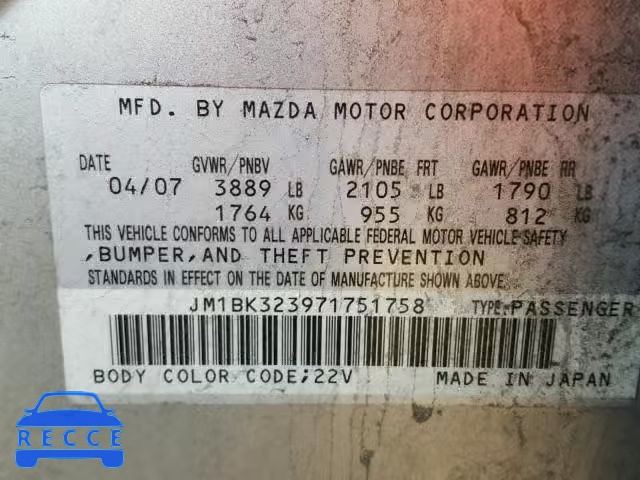 MFD. BY MAZDA MOTOR CORPORATION
DATE GVWR/PNBV GAWR/PNBE FRT GAWR/PNBE RR
04/07 3889 LB 2105 LB 1790 LB
1764 KG 955 KG 812 KG
THIS VEHICLE CONFORMS TO ALL APPLICABLE FEDERAL MOTOR VEHICLE SAFETY
,BUMPER,AND THEFT PREVENTION
STANDARDS IN EFFECT ON THE DATE OF MANUFACTURE SHOWN ABOVE.
JM1BK323971751758 TYPE:PASSENGER
BODY COLOR CODE;22V MADE IN JAPAN
RECCE